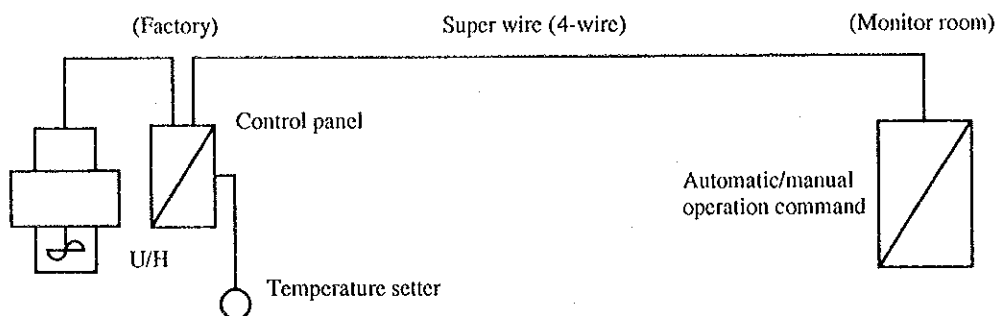 (Factory)
Super wire (4-wire)
(Monitor room)
Control panel
Automatic/manual
operation command
U/H
Temperature setter